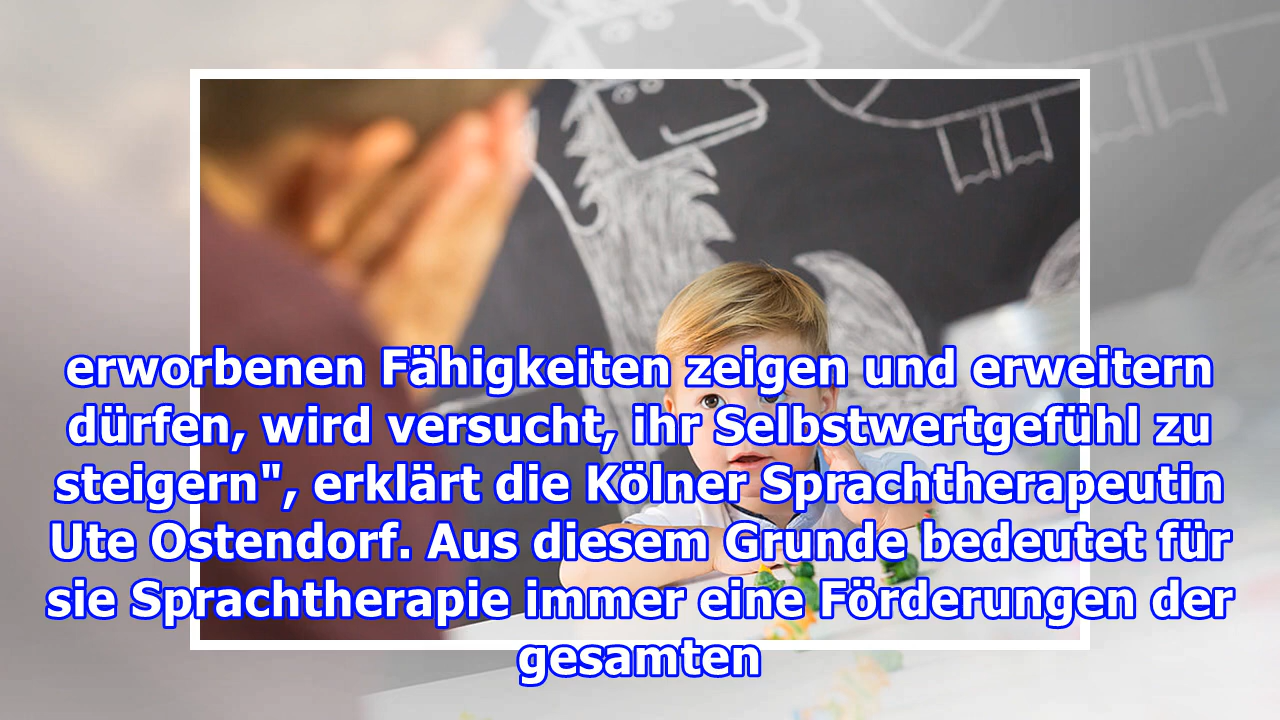 erworbenen Fähigkeiten zeigen und erweitern
dürfen, wird versucht, ihr Selbstwertgefühl zu
steigern", erklärt die Kölner Sprachtherapeutin
Ute Ostendorf. Aus diesem Grunde bedeutet für
sie Sprachtherapie immer eine Förderungen der
gesamten